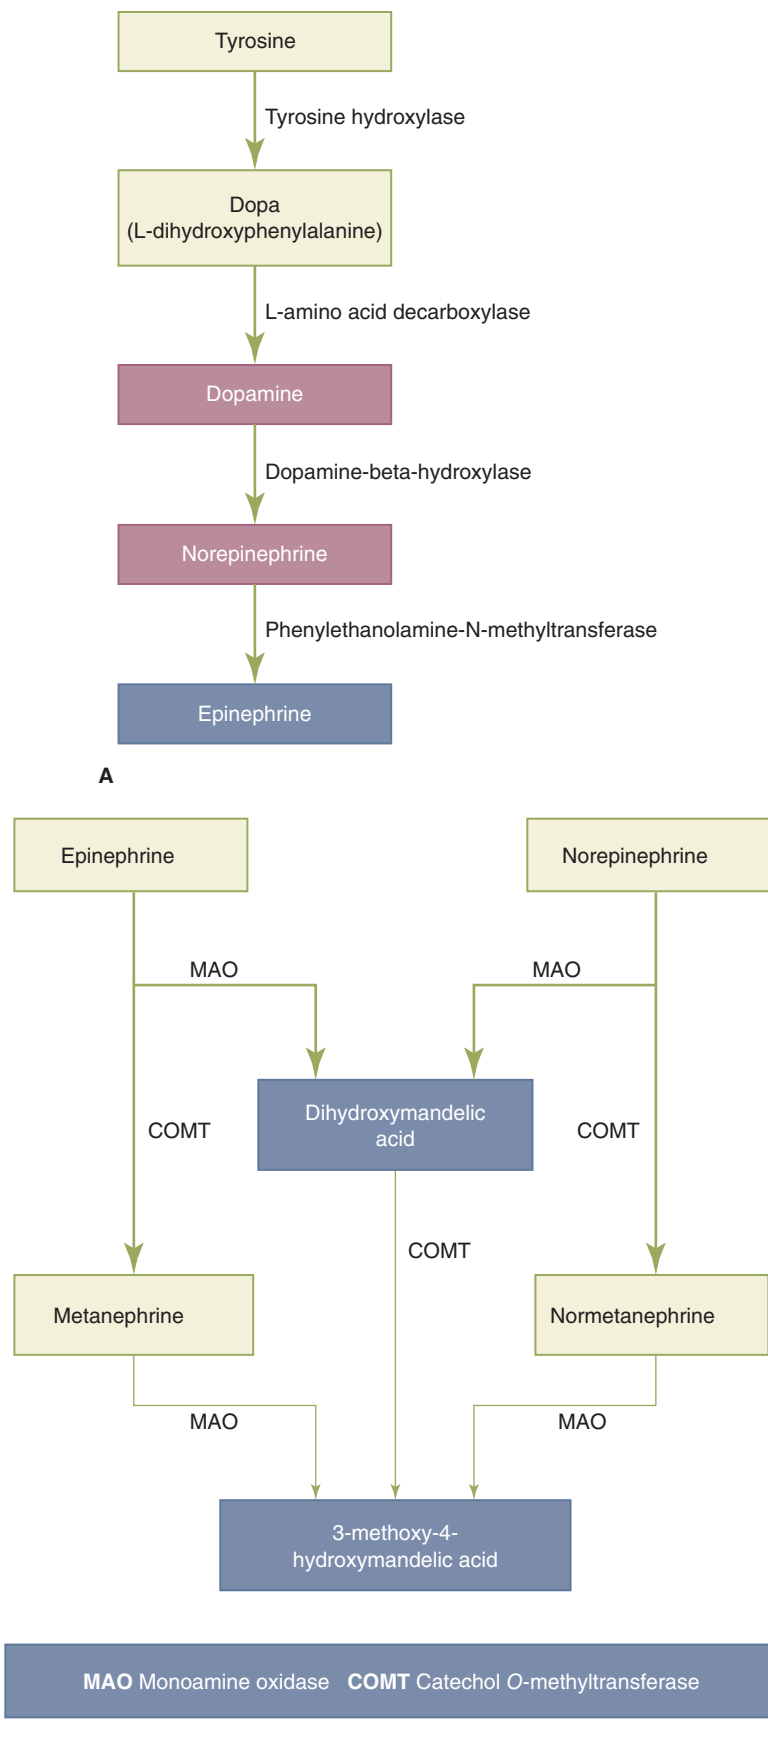 Tyrosine
Tyrosine hydroxylase
Dopa
(L-dihydroxyphenylalanine)
L-amino acid decarboxylase
Dopamine
Dopamine-beta-hydroxylase
Norepinephrine
Phenylethanolamine-N-methyltransferase
Epinephrine
A
Epinephrine
Norepinephrine
MAO
MAO
Dihydroxymandelic
acid
COMT
COMT
COMT
Metanephrine
Normetanephrine
MAO
MAO
3-methoxy-4-
hydroxymandelic acid
MAO Monoamine oxidase COMT Catechol O-methyltransferase